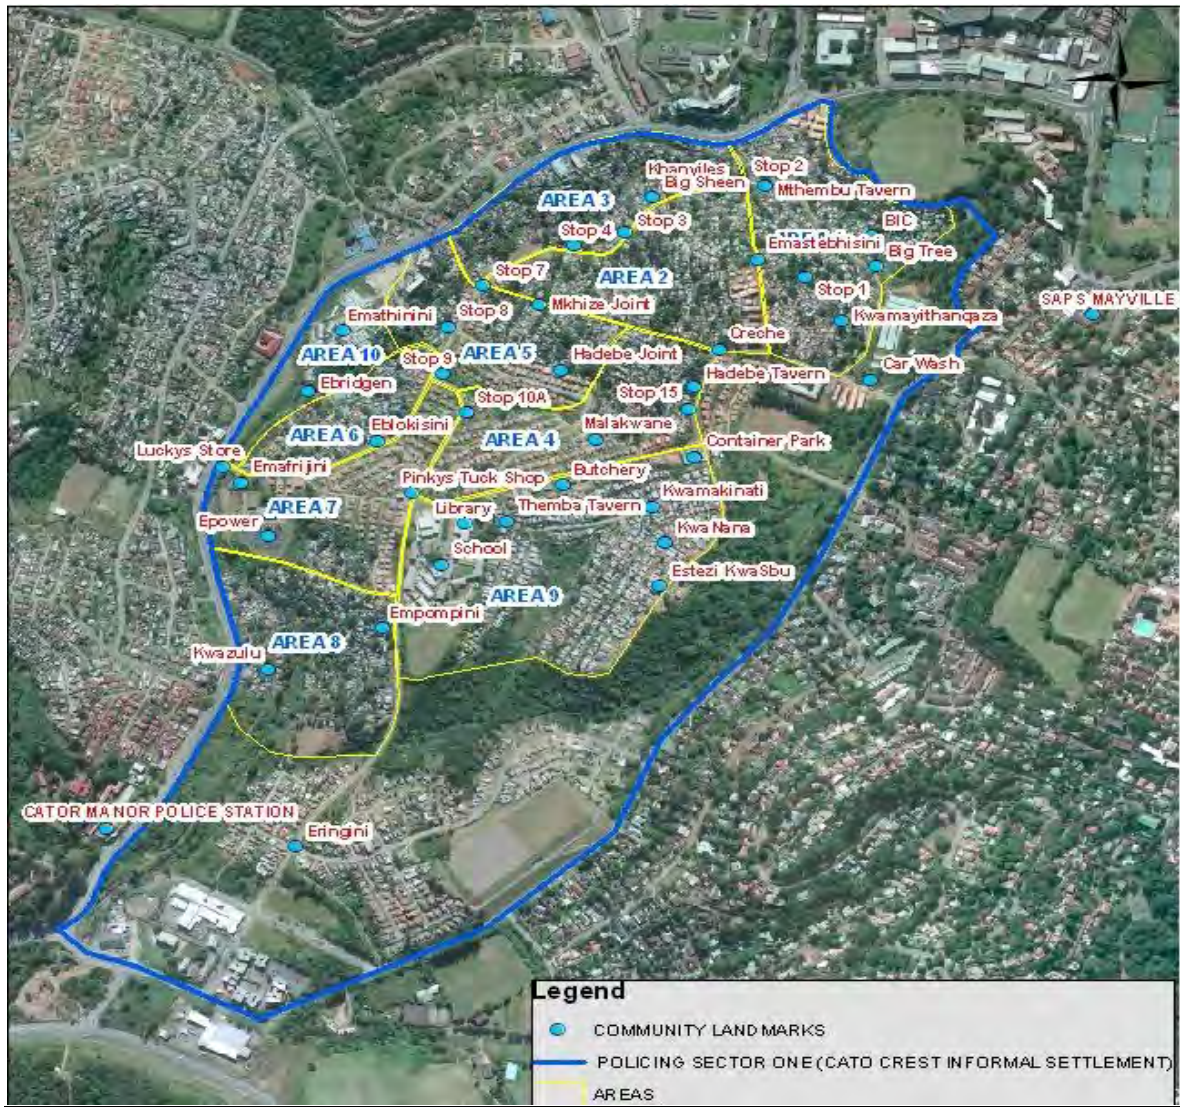 Khanyiles
Stop 2
Big Sheen
Mthembu Tavern
AREA 3
BIC
Stop 3
Stop 4
Emastebhisini
Big Tree
Stop 7
AREA 2
Stop 1
SAPS MAYVILLE
Mkhize Joint
Emathinini
Stop 8
Kwamayithanqaza
Creche
AREA 10
Stop 9
AREA 5
Hadebe Joint
Car Wash
Hadebe Tavern
Ebridgen
Stop 10A
Stop 15
Eblokisini
Malakwane
AREA 6
AREA 4
Container Park
Luckys Store
Emafrijini
Butchery
Pinkys Tuck Shop
Kwamakinati
AREA 7
Library
Themba Tavern
Epower
KwaNana
School
Estezi KwaSbu
AREA 9
Empompini
AREA 8
Kwazulu
CATOR MANOR POLICE STATION
Eringini
Legend
COMMUNITY LANDMARKS
POLICING SECTOR ONE (CATO CREST INFORMAL SETTLEMENT)
AREAS